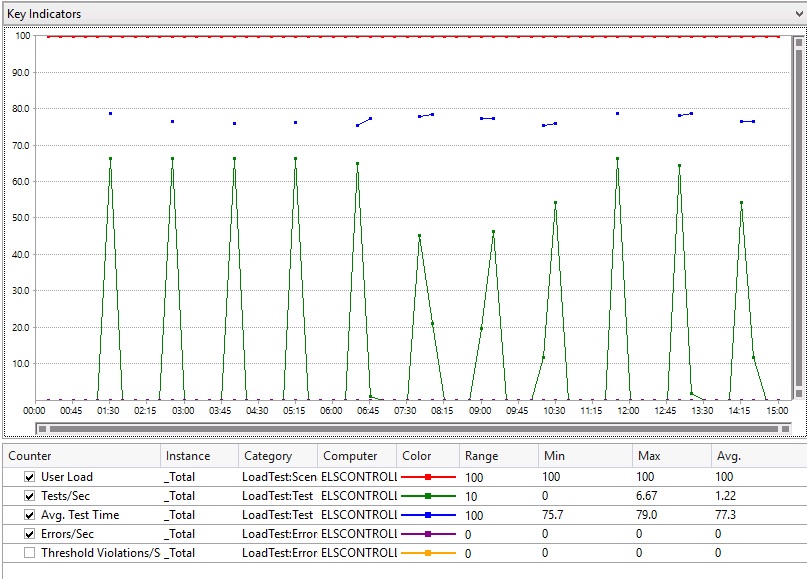 Key Indicators
100
90.0
80.0
70.0
60.0
50.0
40.0
30.0
20.0
10.0
00:00 00:45 01:30 02:15 03:00 03:45 04:30 05:15 06:00 06:45 07:30 08:15 09:00 09:45 10:30 11:15 12:00 12:45 13:30 14:15 15:00
Counter Instance Category Computer Color Range Min Max Avg.
User Load _Total LoadTest:Scen ELSCONTROLL 100 100 100 100
Tests/Sec _Total LoadTest:Test ELSCONTROLL 10 0 6.67 1.22
Avg. Test Time _Total LoadTest:Test ELSCONTROLL 100 75.7 79.0 77.3
Errors/Sec _Total LoadTest:Error ELSCONTROLL 0 0 0 0
Threshold Violations/S _Total LoadTest:Error ELSCONTROLL 0 0 0 0